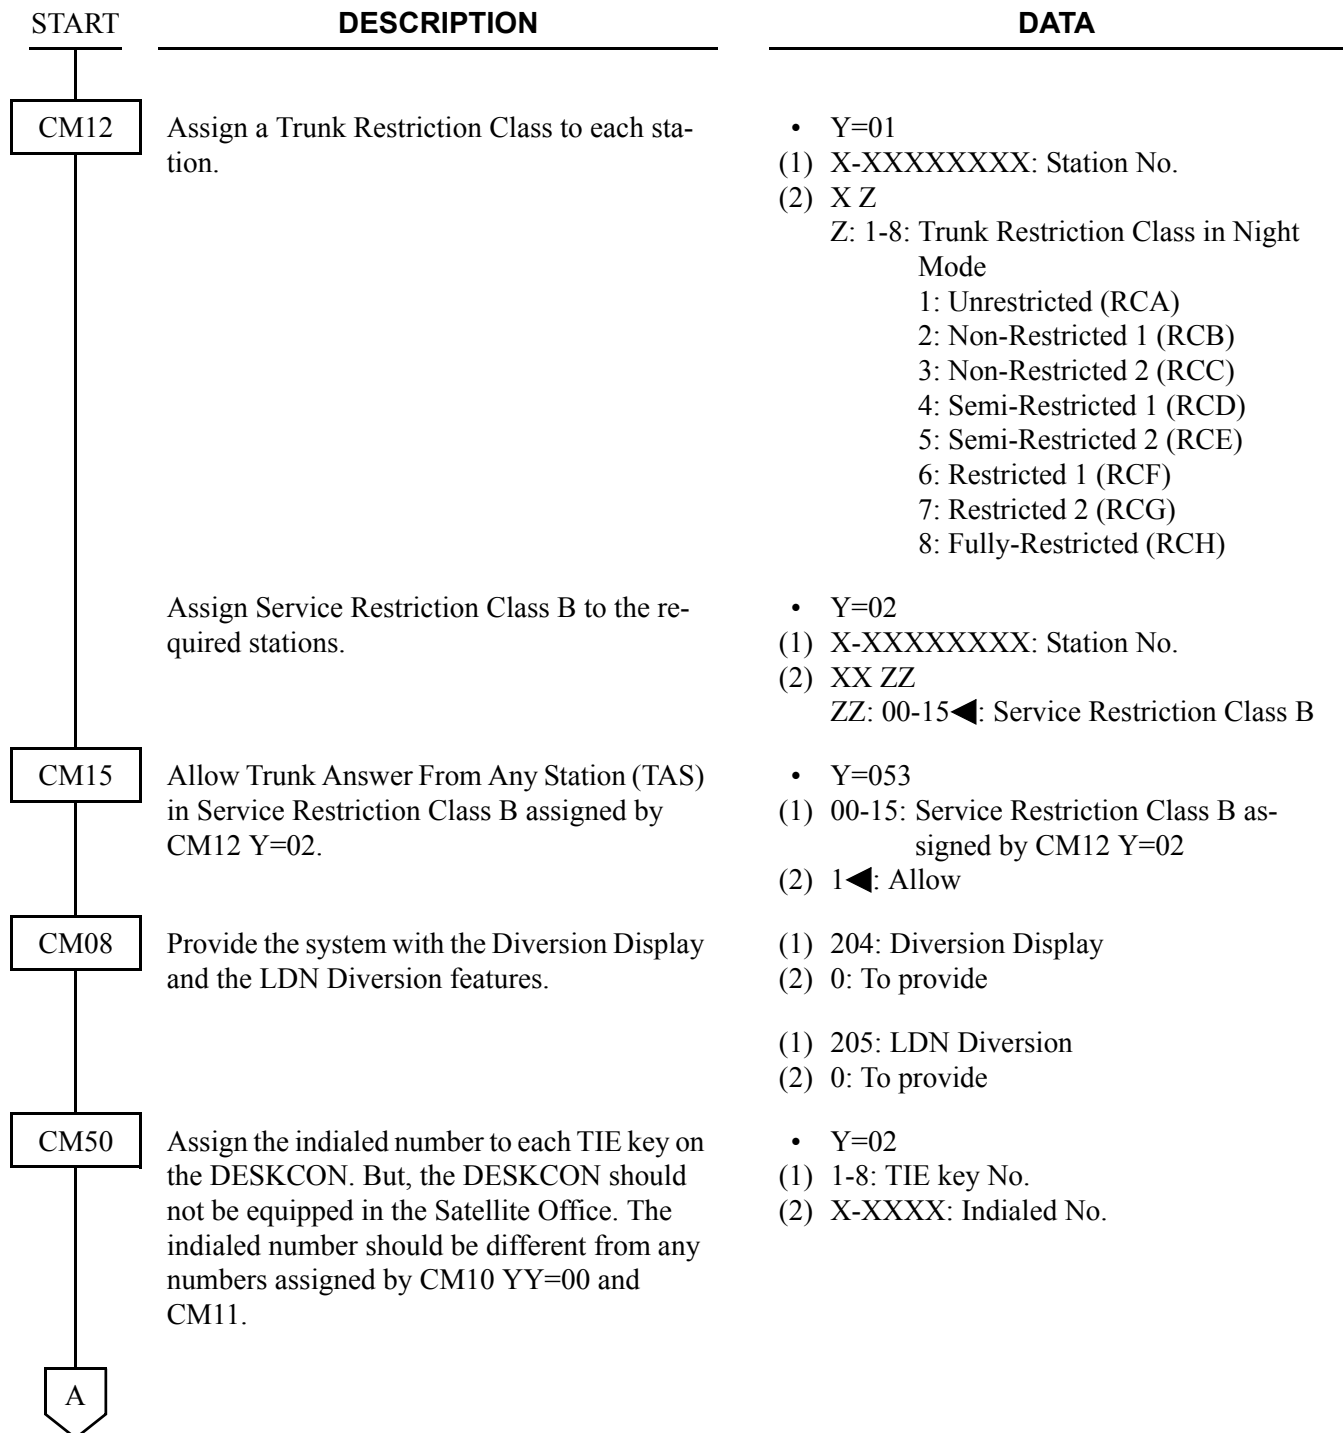 START DESCRIPTION DATA
CM12
Assign a Trunk Restriction Class to each sta-
tion.
• Y=01
(1) X-XXXXXXXX: Station No.
(2) X Z
Z: 1-8: Trunk Restriction Class in Night
Mode
1: Unrestricted (RCA)
2: Non-Restricted 1 (RCB)
3: Non-Restricted 2 (RCC)
4: Semi-Restricted 1 (RCD)
5: Semi-Restricted 2 (RCE)
6: Restricted 1 (RCF)
7: Restricted 2 (RCG)
8: Fully-Restricted (RCH)
Assign Service Restriction Class B to the re-
quired stations.
• Y=02
(1) X-XXXXXXXX: Station No.
(2) XX ZZ
ZZ: 00-15◀: Service Restriction Class B
CM15
Allow Trunk Answer From Any Station (TAS)
in Service Restriction Class B assigned by
CM12 Y=02.
• Y=053
(1) 00-15: Service Restriction Class B as-
signed by CM12 Y=02
(2) 1◀: Allow
CM08
Provide the system with the Diversion Display
and the LDN Diversion features.
(1) 204: Diversion Display
(2) 0: To provide
(1) 205: LDN Diversion
(2) 0: To provide
CM50
Assign the indialed number to each TIE key on
the DESKCON. But, the DESKCON should
not be equipped in the Satellite Office. The
indialed number should be different from any
numbers assigned by CM10 YY=00 and
CM11.
• Y=02
(1) 1-8: TIE key No.
(2) X-XXXX: Indialed No.
A